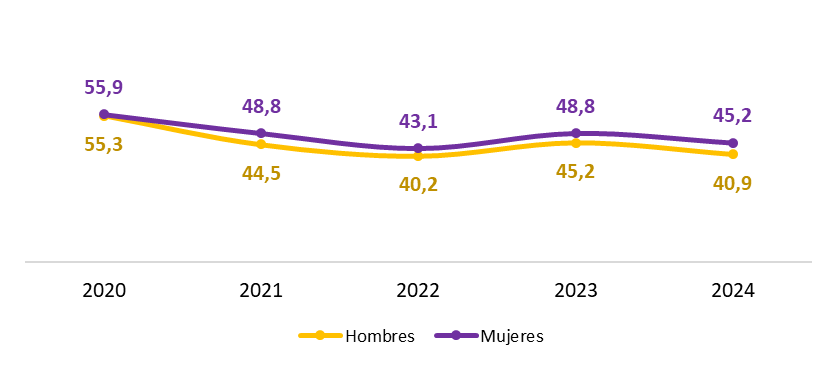 55,9 48,8 43,1 48,8 45,2
55,3 44,5 40,2 45,2 40,9
2020 2021 2022 2023 2024
Hombres Mujeres